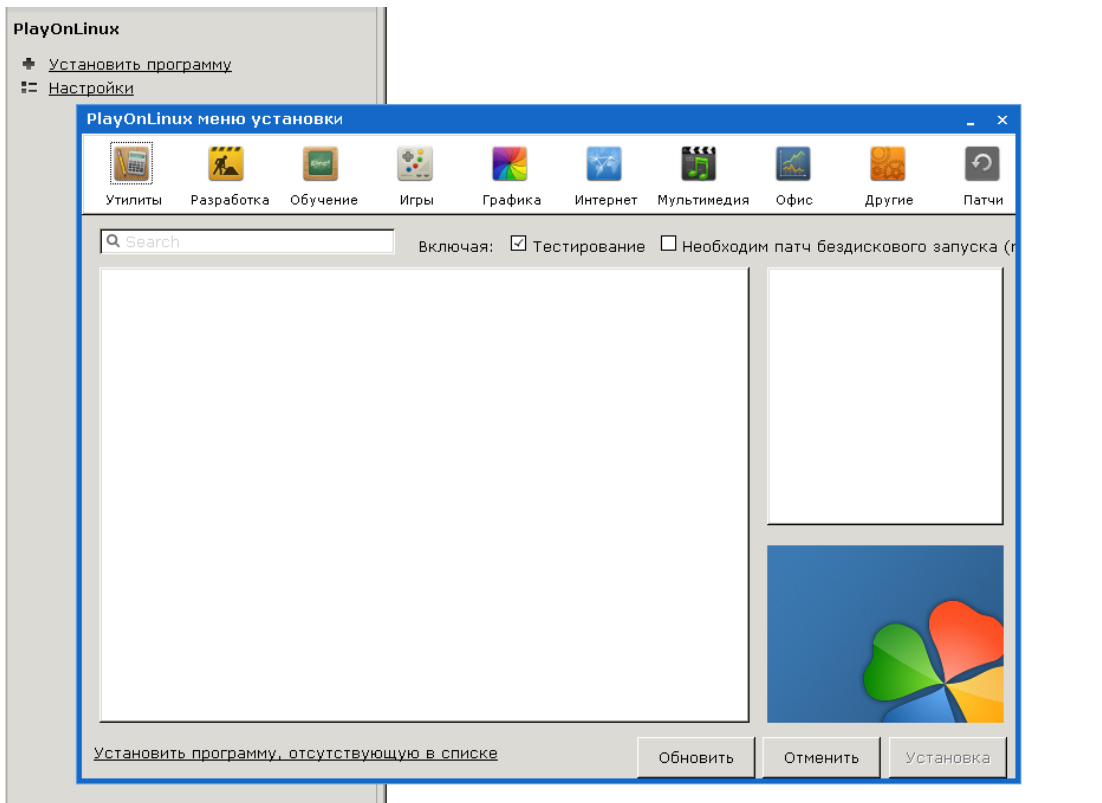 PlayOnLinux
Установить программу
Настройки
PlayOnLinux меню установки
Утилиты Разработка Обучение Игры Графика Интернет Мультимедия Офис Другие Патчи
Search Включая: Тестирование Необходим патч бездискового запуска (
Установить программу, отсутствующую в списке
Обновить Отменить Установка